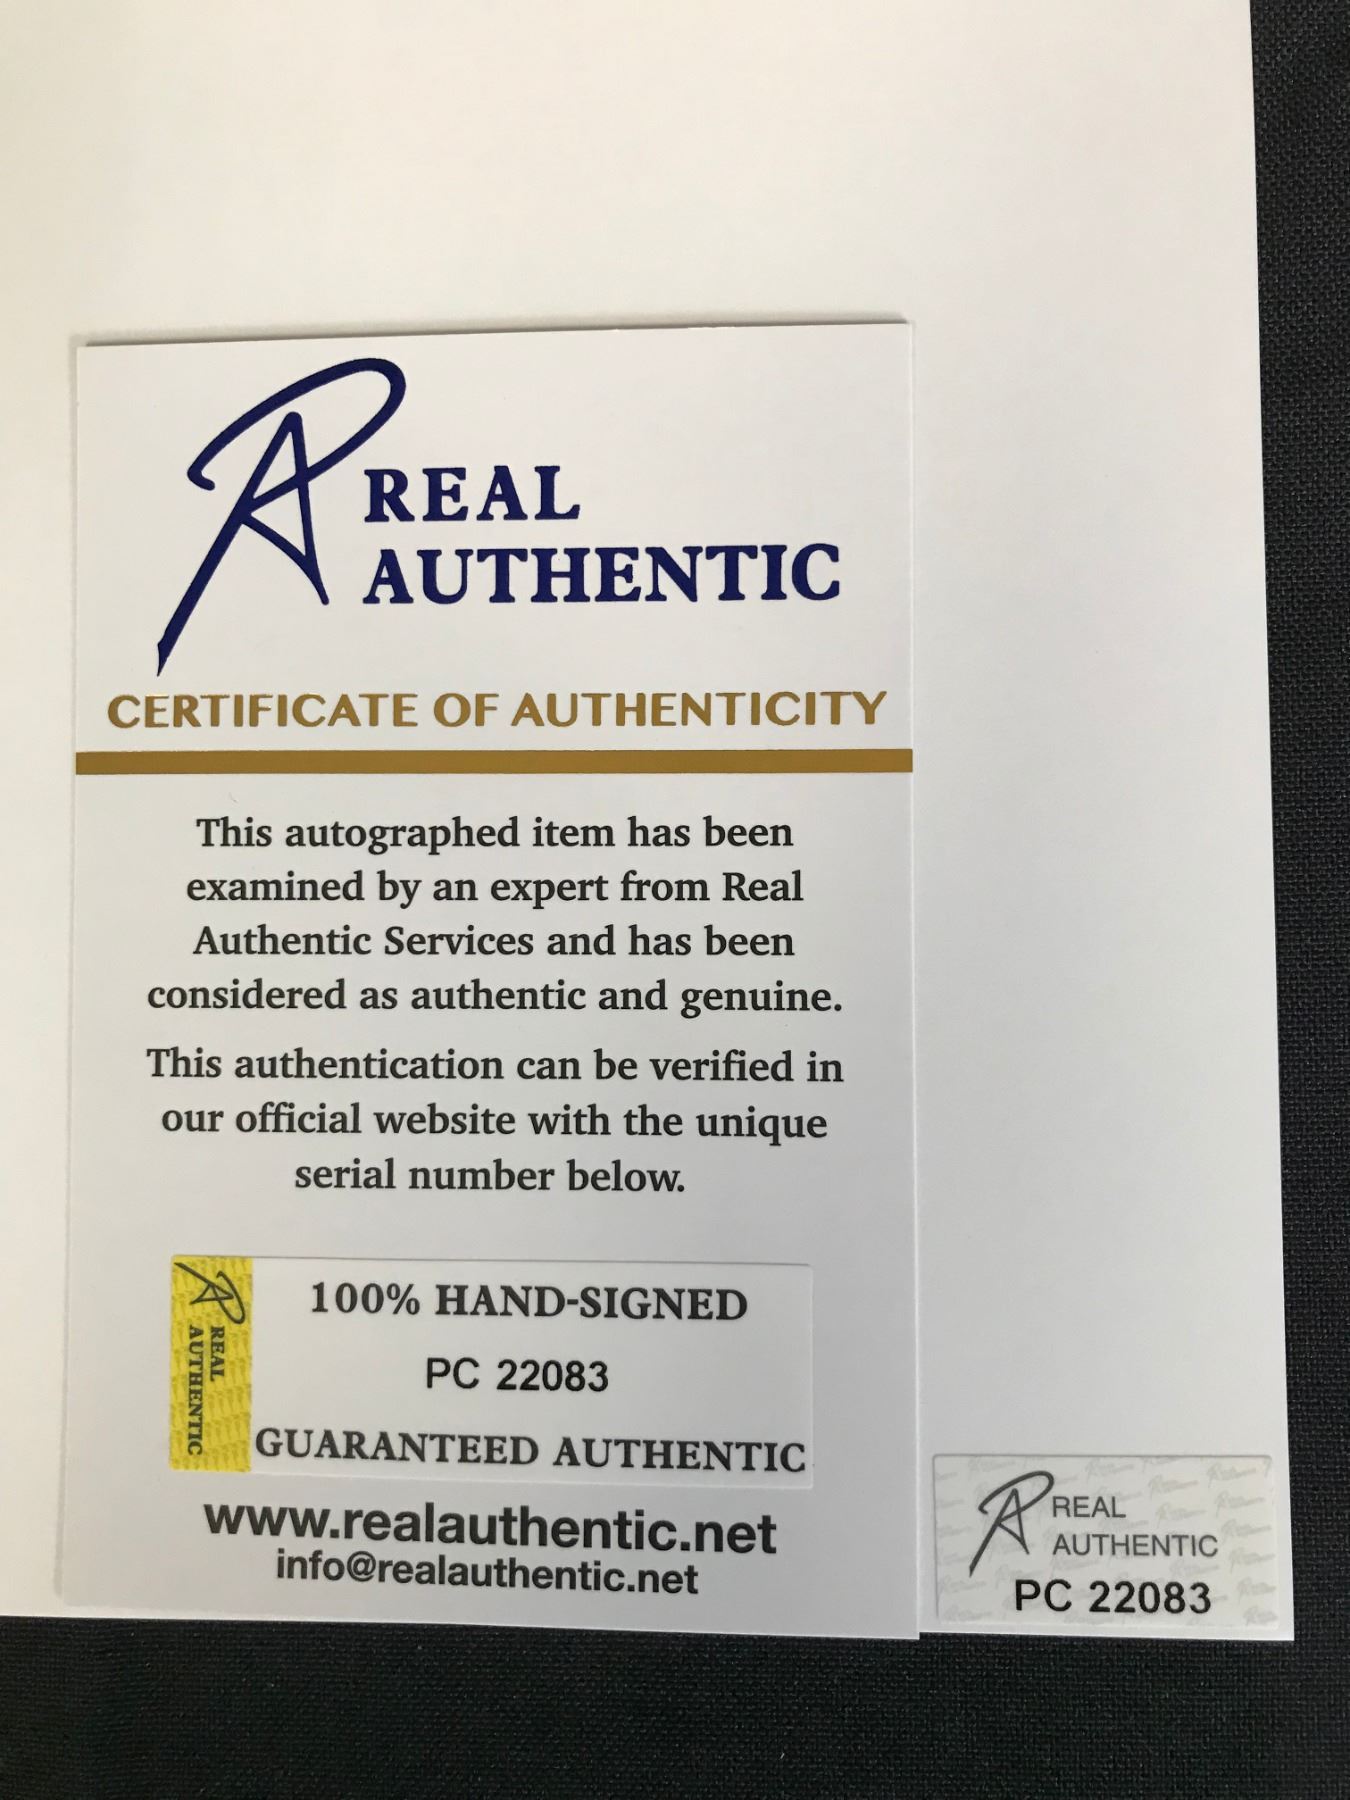 REAL
AUTHENTIC
CERTIFICATE OF AUTHENTICITY
This autographed item has been
examined by an expert from Real
Authentic Services and has been
considered as authentic and genuine.
This authentication can be verified in
our official website with the unique
serial number below.
REAL
AUTHENTIC
100% HAND-SIGNED
PC 22083
GUARANTEED AUTHENTIC
www.realauthentic.net
info@realauthentic.net
REAL
AUTHENTIC
PC 22083